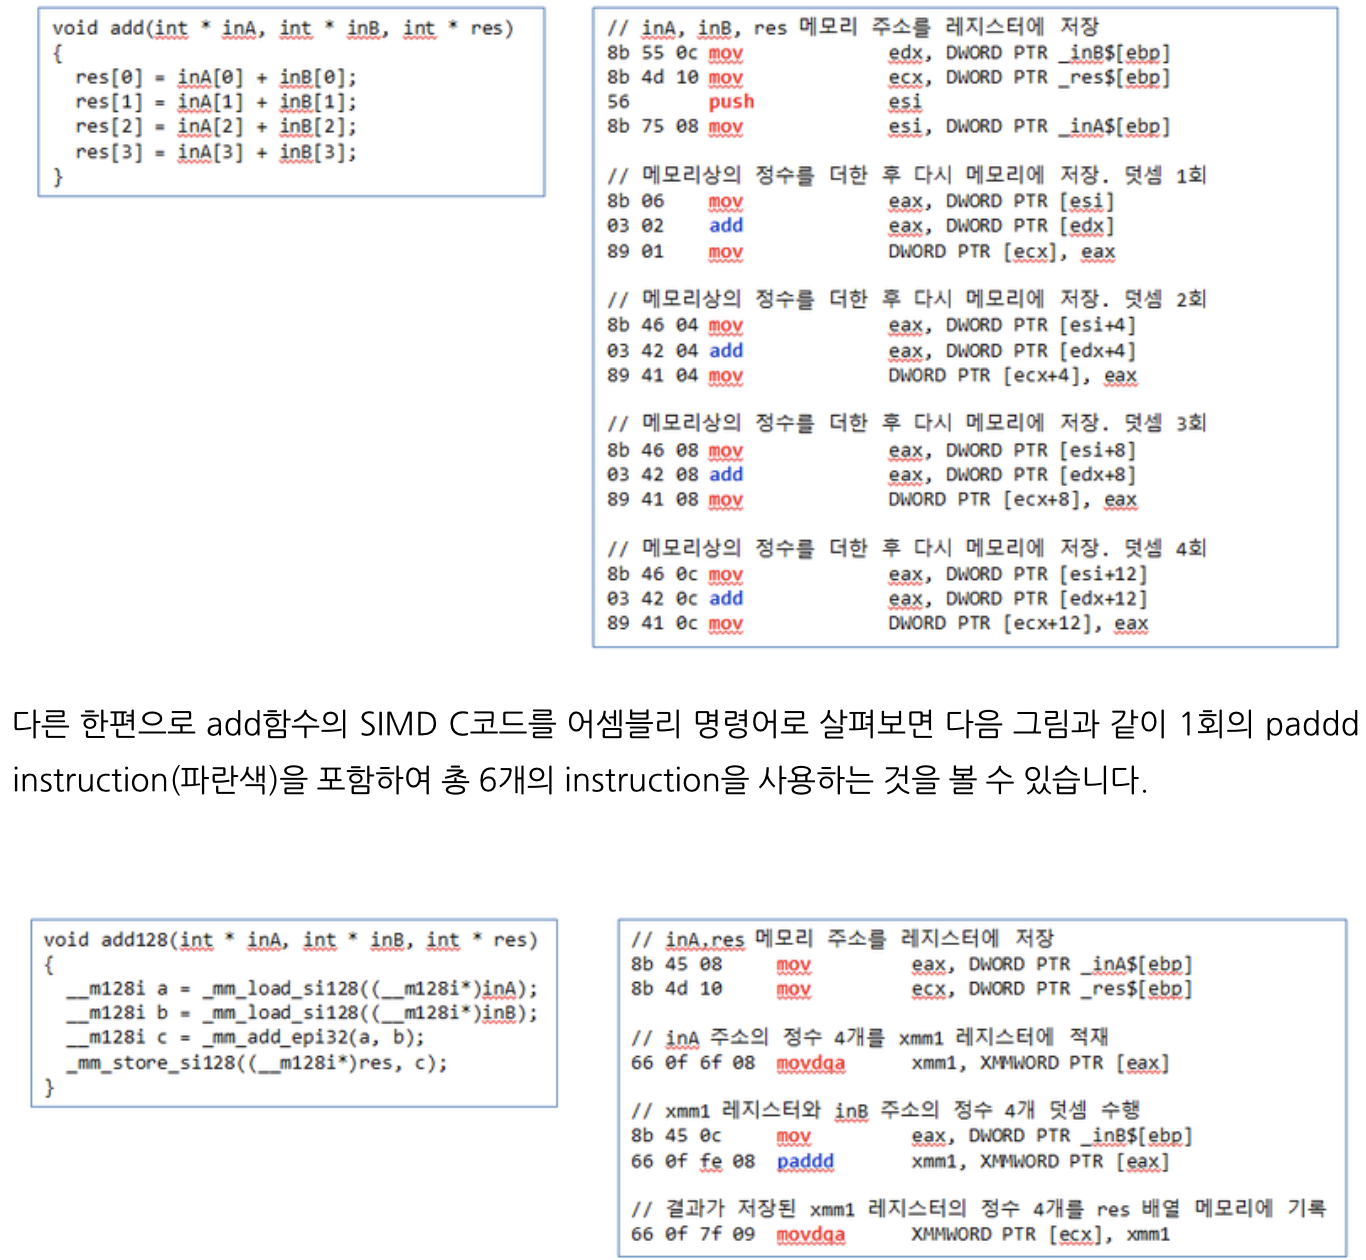 void add(int * inA, int * inB, int * res)
{
res[0] = inA[0] + inB[0];
res[1] = inA[1] + inB[1];
res[2] = inA[2] + inB[2];
res[3] = inA[3] + inB[3];
}
// inA, inB, res 메모리 주소를 레지스터에 저장
8b 55 0c mov edx, DWORD PTR _inB$[ebp]
8b 4d 10 mov ecx, DWORD PTR _res$[ebp]
56 push esi
8b 75 08 mov esi, DWORD PTR _inA$[ebp]
// 메모리상의 정수를 더한 후 다시 메모리에 저장. 덧셈 1회
8b 06 mov eax, DWORD PTR [esi]
03 02 add eax, DWORD PTR [edx]
89 01 mov DWORD PTR [ecx], eax
// 메모리상의 정수를 더한 후 다시 메모리에 저장. 덧셈 2회
8b 46 04 mov eax, DWORD PTR [esi+4]
03 42 04 add eax, DWORD PTR [edx+4]
89 41 04 mov DWORD PTR [ecx+4], eax
// 메모리상의 정수를 더한 후 다시 메모리에 저장. 덧셈 3회
8b 46 08 mov eax, DWORD PTR [esi+8]
03 42 08 add eax, DWORD PTR [edx+8]
89 41 08 mov DWORD PTR [ecx+8], eax
// 메모리상의 정수를 더한 후 다시 메모리에 저장. 덧셈 4회
8b 46 0c mov eax, DWORD PTR [esi+12]
03 42 0c add eax, DWORD PTR [edx+12]
89 41 0c mov DWORD PTR [ecx+12], eax
다른 한편으로 add함수의 SIMD C코드를 어셈블리 명령어로 살펴보면 다음 그림과 같이 1회의 paddd
instruction(파란색)을 포함하여 총 6개의 instruction을 사용하는 것을 볼 수 있습니다.
void add128(int * inA, int * inB, int * res)
{
__m128i a = _mm_load_si128((__m128i*)inA);
__m128i b = _mm_load_si128((__m128i*)inB);
__m128i c = _mm_add_epi32(a, b);
_mm_store_si128((__m128i*)res, c);
}
// inA,res 메모리 주소를 레지스터에 저장
8b 45 08 mov eax, DWORD PTR _inA$[ebp]
8b 4d 10 mov ecx, DWORD PTR _res$[ebp]
// inA 주소의 정수 4개를 xmm1 레지스터에 적재
66 0f 6f 08 movdqa xmm1, XMMWORD PTR [eax]
// xmm1 레지스터와 inB 주소의 정수 4개 덧셈 수행
8b 45 0c mov eax, DWORD PTR _inB$[ebp]
66 0f fe 08 paddd xmm1, XMMWORD PTR [eax]
// 결과가 저장된 xmm1 레지스터의 정수 4개를 res 배열 메모리에 기록
66 0f 7f 09 movdqa XMMWORD PTR [ecx], xmm1